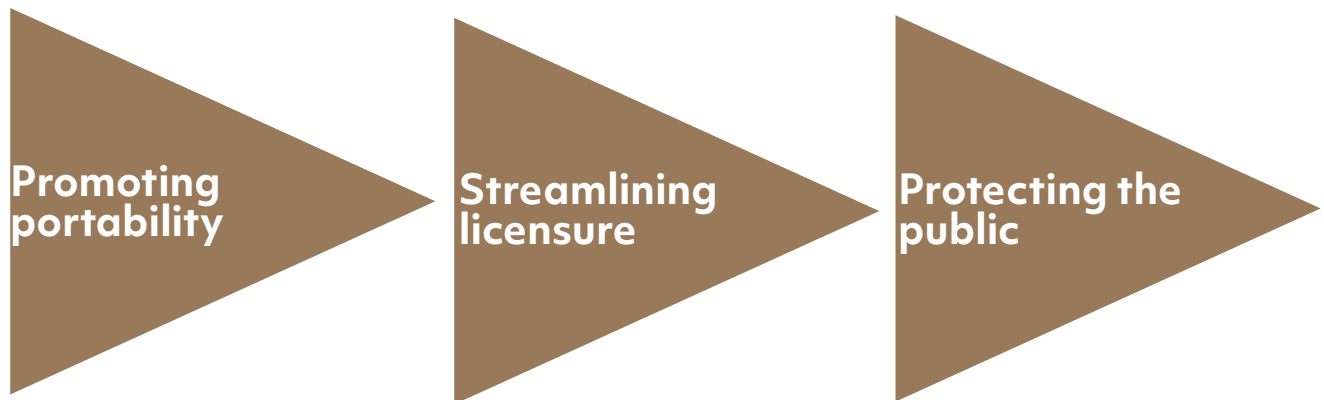 Promoting
portability
Streamlining
licensure
Protecting the
public